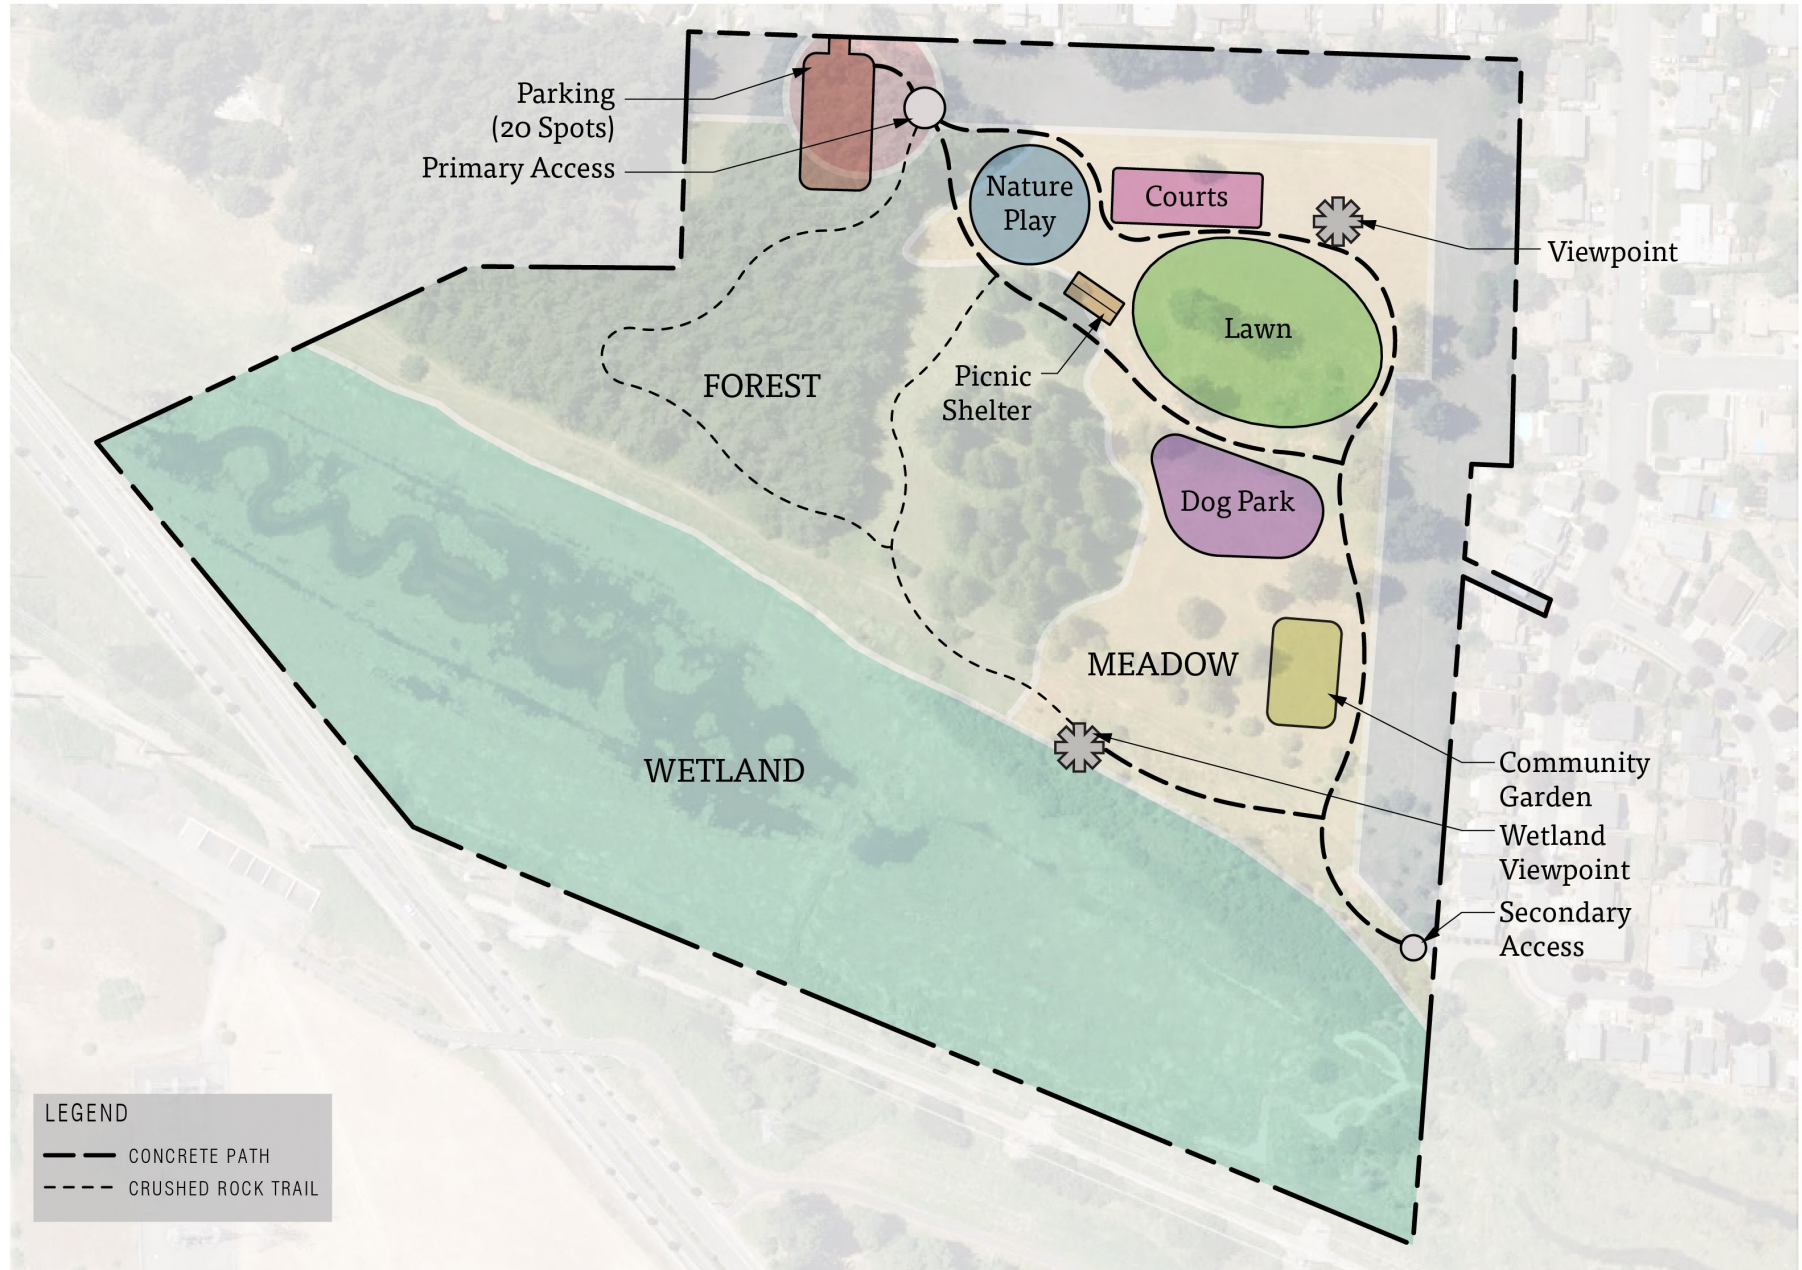 Parking
(20 Spots)
Primary Access
Nature
Play
Courts
Viewpoint
Lawn
Picnic
Shelter
FOREST
Dog Park
MEADOW
WETLAND
Community
Garden
Wetland
Viewpoint
Secondary
Access
LEGEND
CONCRETE PATH
CRUSHED ROCK TRAIL